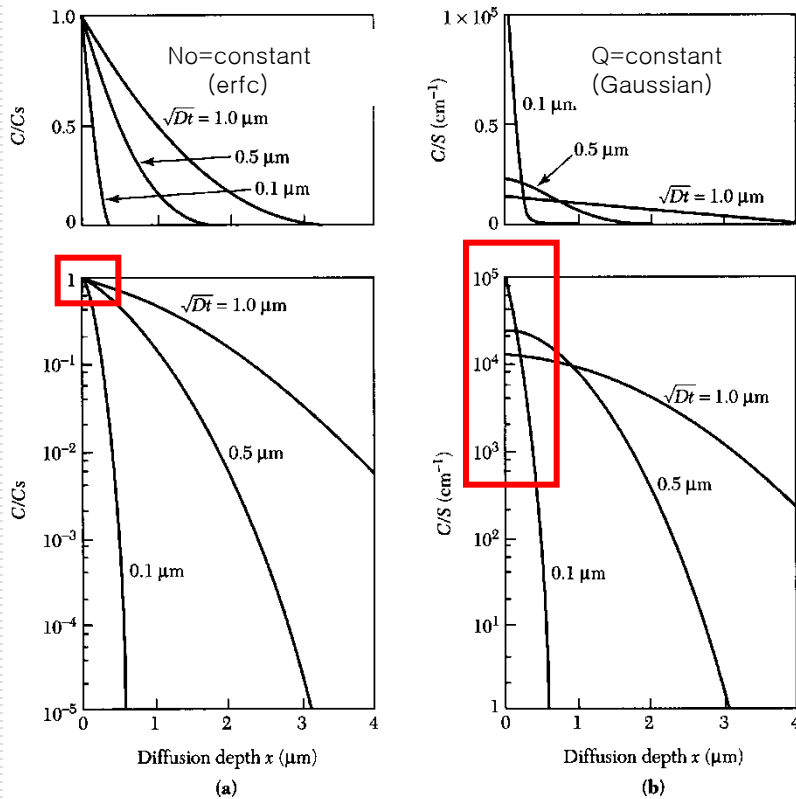 1.0
0.5
0
C/Cs
No=constant
(erfc)
√Dt = 1.0 μm
0.5 μm
0.1 μm
1
10⁻¹
10⁻²
10⁻³
10⁻⁴
10⁻⁵
C/Cs
√Dt = 1.0 μm
0.5 μm
0.1 μm
0 1 2 3 4
Diffusion depth x (μm)
(a)
1 × 10⁵
0.5
0
C/S (cm⁻¹)
Q=constant
(Gaussian)
0.1 μm.
0.5 μm
√Dt = 1.0 μm
10⁵
10⁴
10³
10²
10¹
1
C/S (cm⁻¹)
√Dt = 1.0 μm
0.5 μm
0.1 μm
0 1 2 3 4
Diffusion depth x (μm)
(b)